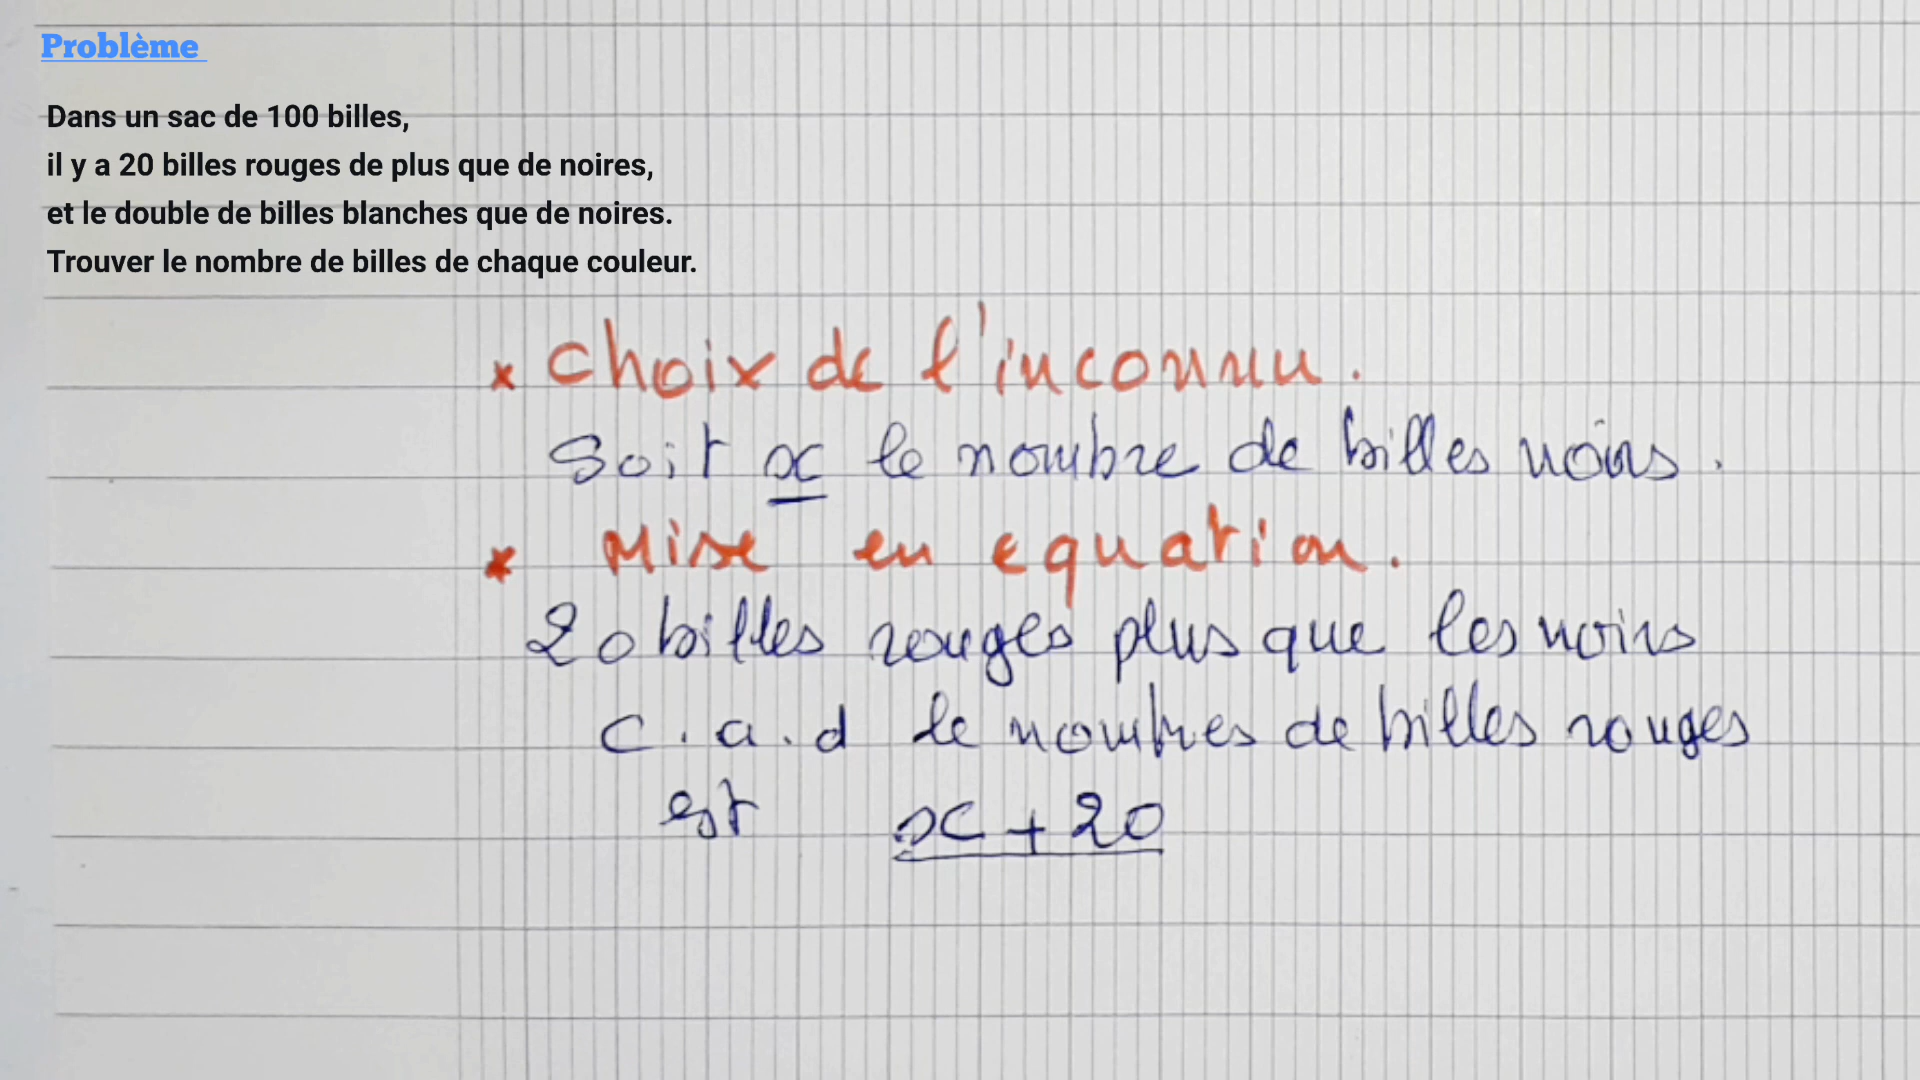 Problème
Dans un sac de 100 billes,
il y a 20 billes rouges de plus que de noires,
et le double de billes blanches que de noires.
Trouver le nombre de billes de chaque couleur.
* Choix de l'inconnu.
Soit x le nombre de billes noirs.
* Mise en equation.
20 billes rouges plus que les noirs
c.a.d le nombres de billes rouges
est x + 20